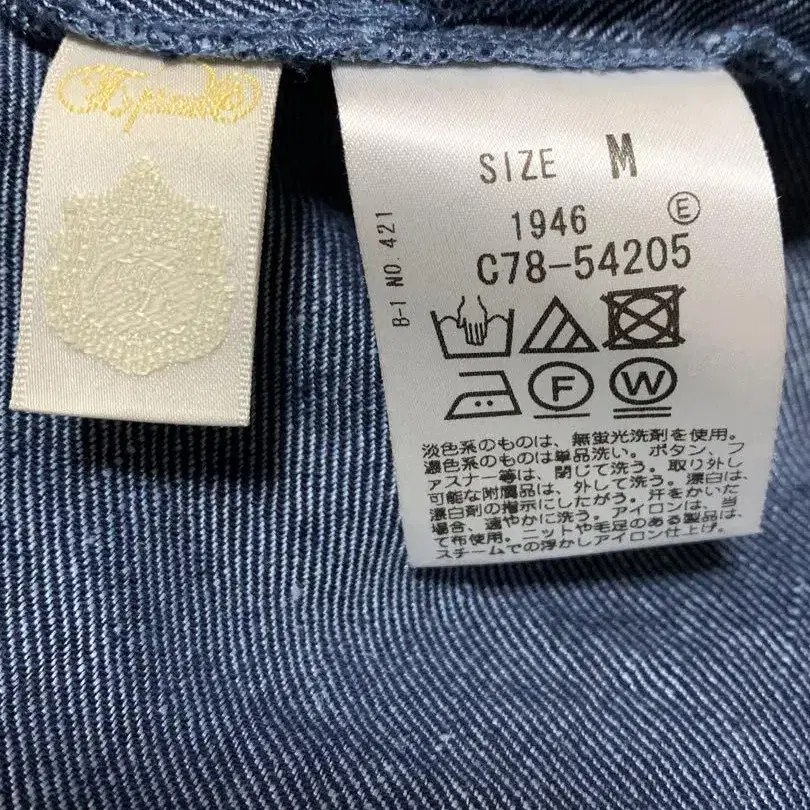 SIZE M
1946 E
C78-54205
B-1 NO.421
F W
淡色系のものは、無蛍光洗剤を使用。
濃色系のものは単品洗い。ボタン、フ
ァスナー等は、閉じて洗う。取り外し
可能な附属品は、外して洗う。漂白は、
漂白剤の指示にしたがう。汗をかいた
場合、速やかに洗う。アイロンは、当
て布使用。ニットや毛足のある製品は、
スチームでの浮かしアイロン仕上げ。